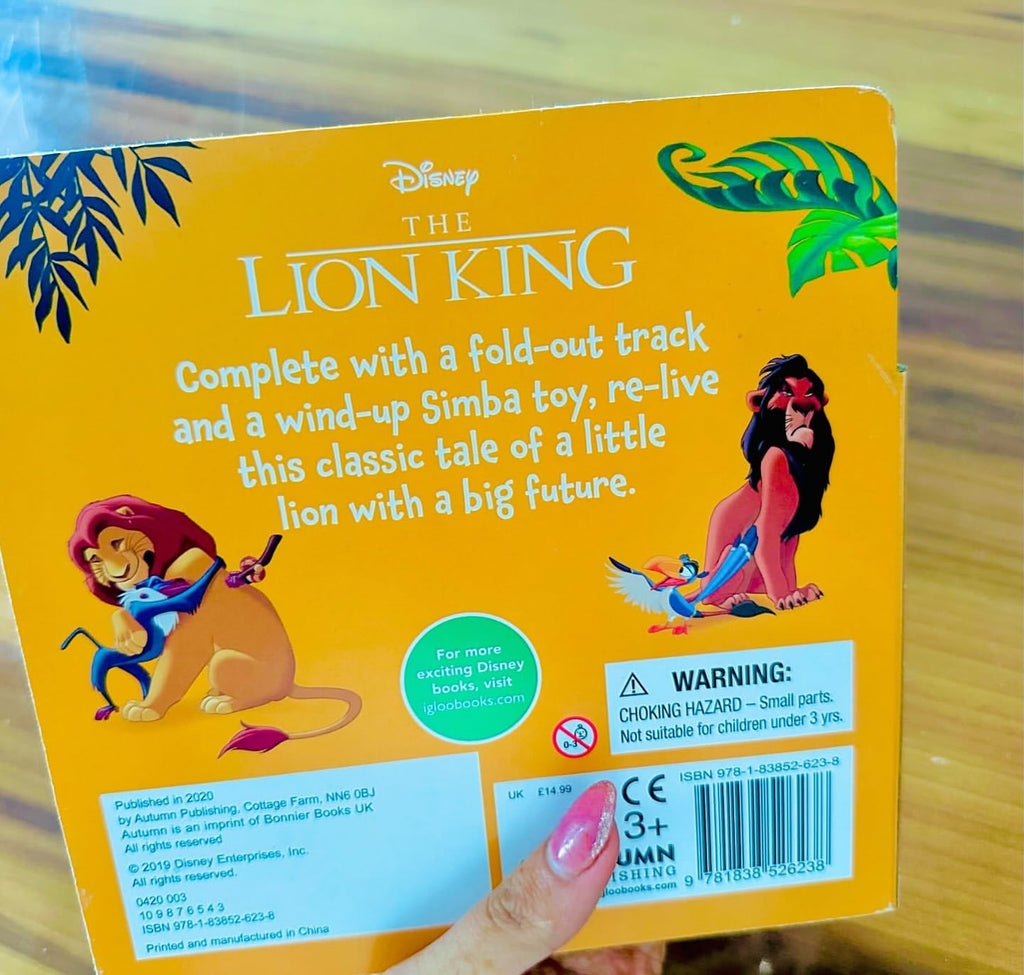 Disney
THE
LION KING
Complete with a fold-out track
and a wind-up Simba toy, re-live
this classic tale of a little
lion with a big future.
For more
exciting Disney
books, visit
igloobooks.com
0-3
WARNING:
CHOKING HAZARD – Small parts.
Not suitable for children under 3 yrs.
Published in 2020
by Autumn Publishing, Cottage Farm, NN6 0BJ
Autumn is an imprint of Bonnier Books UK
All rights reserved
© 2019 Disney Enterprises, Inc.
All rights reserved.
0420 003
10 9 8 7 6 5 4 3
ISBN 978-1-83852-623-8
Printed and manufactured in China
UK £14.99
CE
3+
UMN
ISHING
gloobooks.com
ISBN 978-1-83852-623-8
9 781838 526238